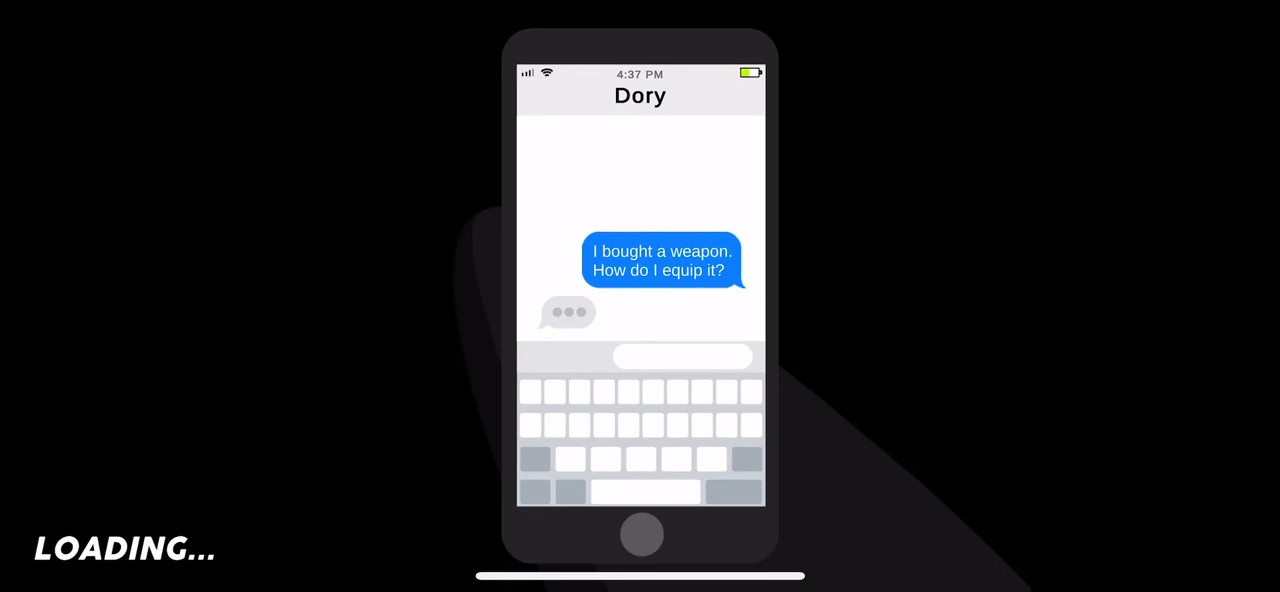 4:37 PM
Dory
I bought a weapon.
How do I equip it?
LOADING...